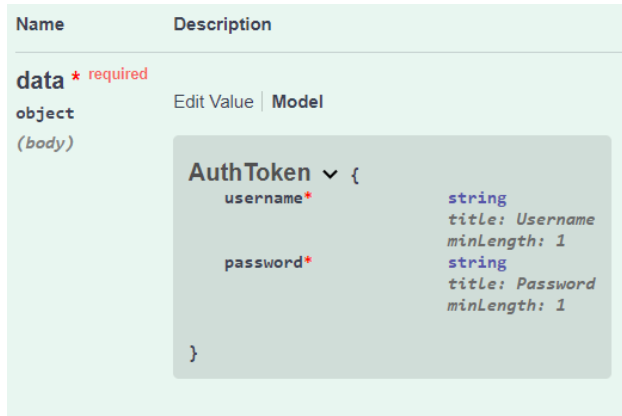 Name Description
data * required
object
(body)
Edit Value | Model
AuthToken {
username* string
title: Username
minLength: 1
password* string
title: Password
minLength: 1
}